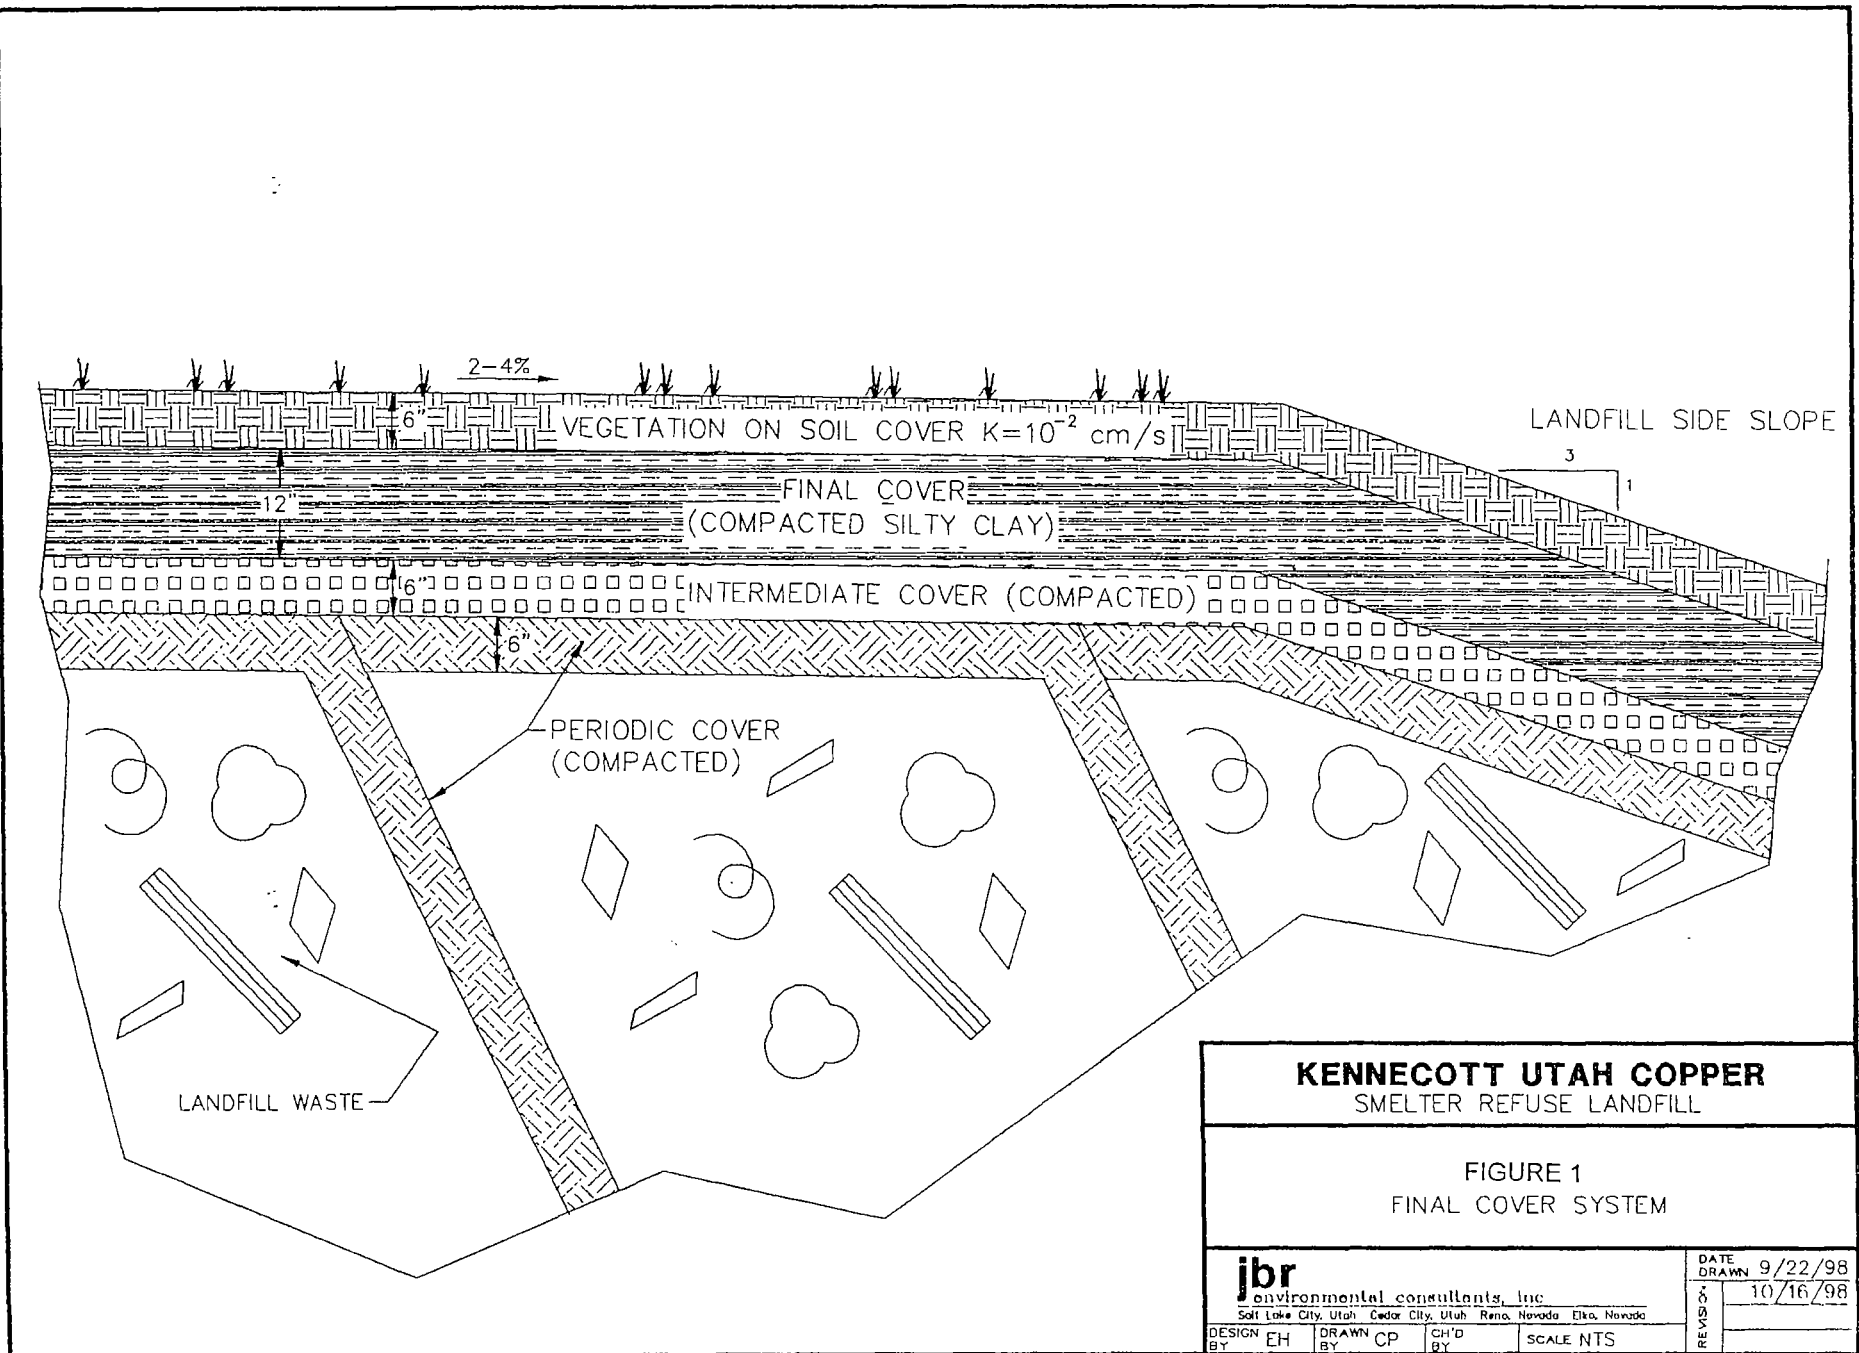 2-4%
6"
VEGETATION ON SOIL COVER K=10⁻² cm/s
LANDFILL SIDE SLOPE
3
1
12"
FINAL COVER
(COMPACTED SILTY CLAY)
6"
INTERMEDIATE COVER (COMPACTED)
6"
PERIODIC COVER
(COMPACTED)
LANDFILL WASTE
KENNECOTT UTAH COPPER
SMELTER REFUSE LANDFILL
FIGURE 1
FINAL COVER SYSTEM
jbr
environmental consultants, inc
Salt Lake City, Utah Cedar City, Utah Reno, Nevada Elko, Nevada
DESIGN BY EH
DRAWN BY CP
CH'D BY
SCALE NTS
DATE DRAWN 9/22/98
REVISION
10/16/98